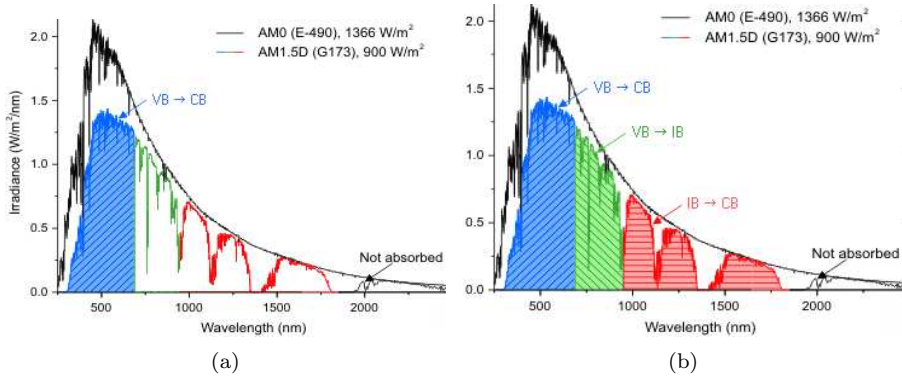 AM0 (E-490), 1366 W/m²
AM1.5D (G173), 900 W/m²
VB → CB
Not absorbed
Irradiance (W/m²/nm)
2.0
1.5
1.0
0.5
0.0
500
1000
1500
2000
Wavelength (nm)
(a)
AM0 (E-490), 1366 W/m²
AM1.5D (G173), 900 W/m²
VB → CB
VB → IB
IB → CB
Not absorbed
2.0
1.5
1.0
0.5
0.0
500
1000
1500
2000
Wavelength (nm)
(b)